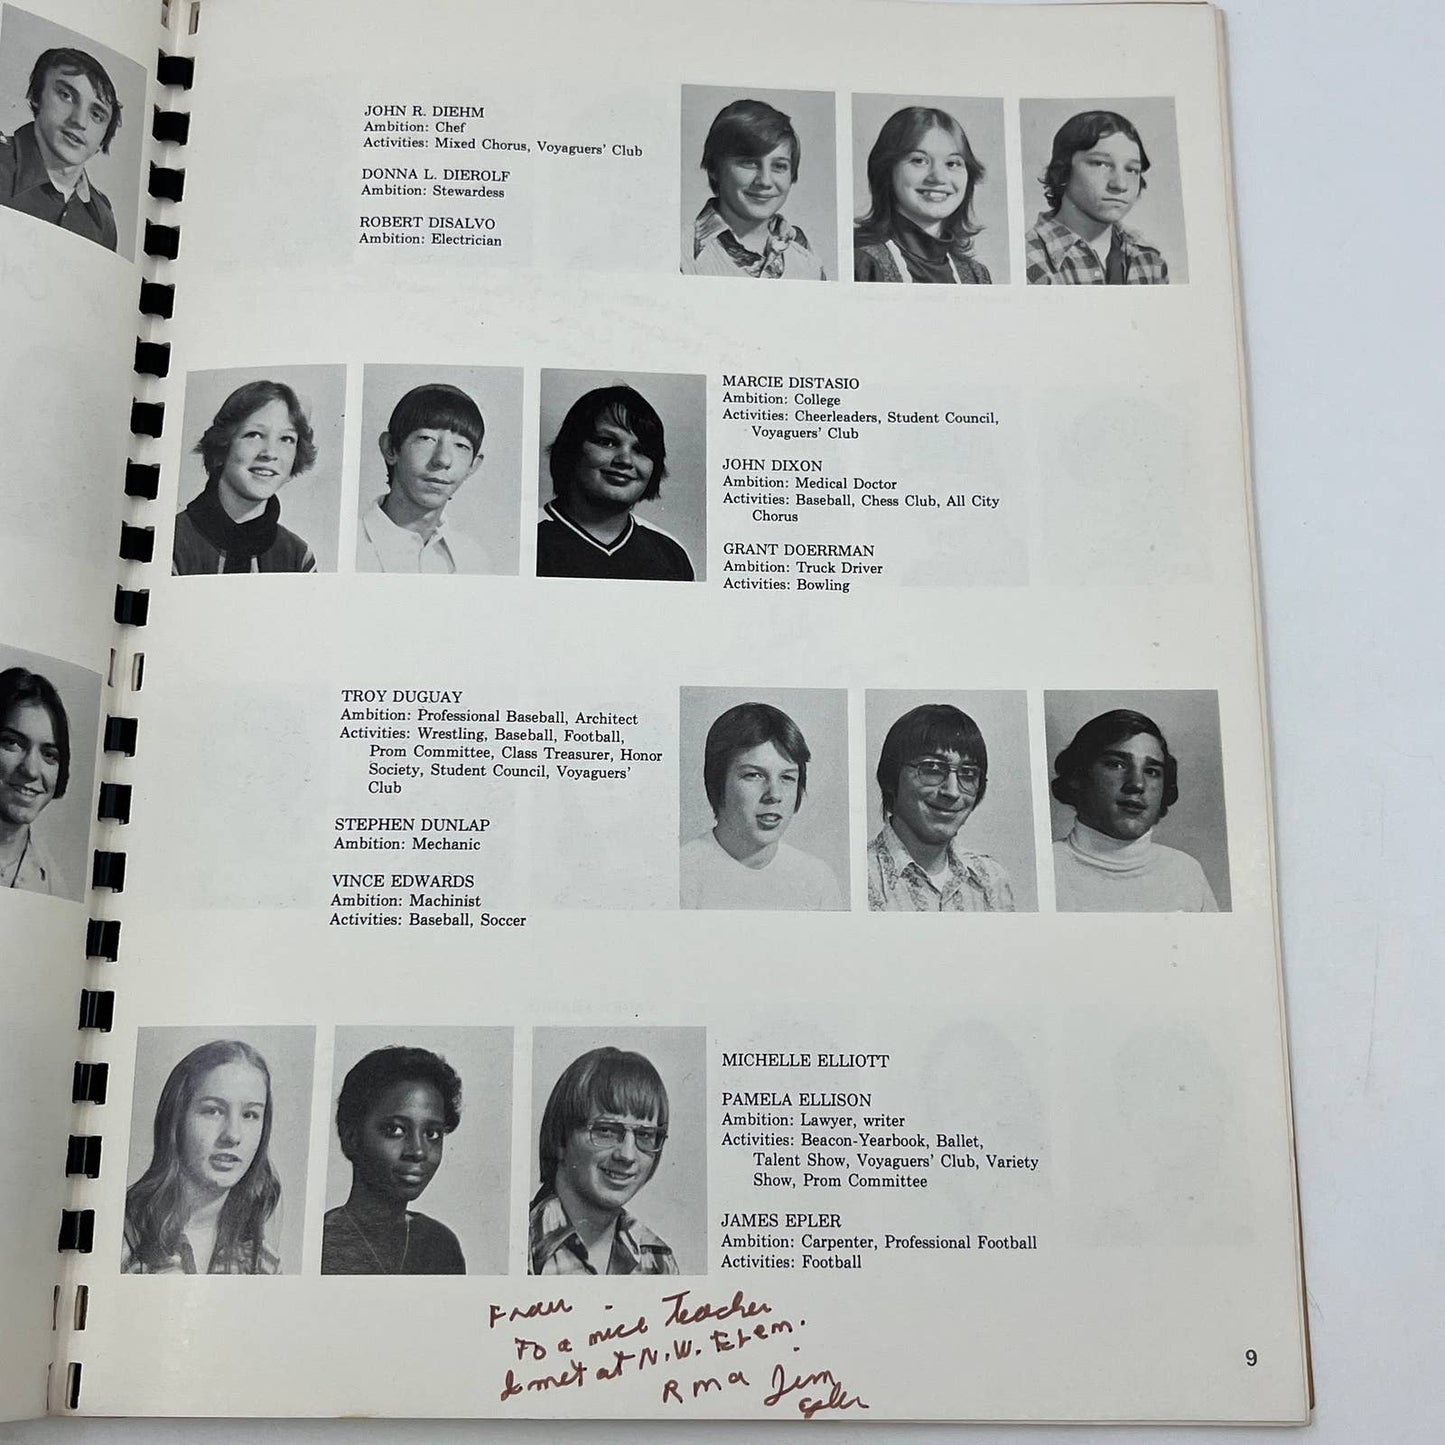 JOHN R. DIEHM
Ambition: Chef
Activities: Mixed Chorus, Voyaguers' Club
DONNA L. DIEROLF
Ambition: Stewardess
ROBERT DISALVO
Ambition: Electrician
MARCIE DISTASIO
Ambition: College
Activities: Cheerleaders, Student Council,
Voyaguers' Club
JOHN DIXON
Ambition: Medical Doctor
Activities: Baseball, Chess Club, All City
Chorus
GRANT DOERRMAN
Ambition: Truck Driver
Activities: Bowling
TROY DUGUAY
Ambition: Professional Baseball, Architect
Activities: Wrestling, Baseball, Football,
Prom Committee, Class Treasurer, Honor
Society, Student Council, Voyaguers'
Club
STEPHEN DUNLAP
Ambition: Mechanic
VINCE EDWARDS
Ambition: Machinist
Activities: Baseball, Soccer
MICHELLE ELLIOTT
PAMELA ELLISON
Ambition: Lawyer, writer
Activities: Beacon-Yearbook, Ballet,
Talent Show, Voyaguers' Club, Variety
Show, Prom Committee
JAMES EPLER
Ambition: Carpenter, Professional Football
Activities: Football
To a nice Teacher
I met at N.W. Elem.
Jim
Epler
9